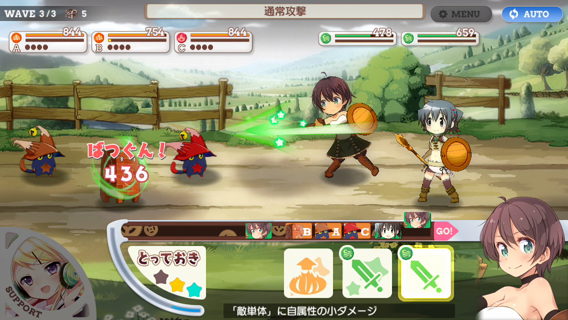 WAVE 3/3 5
通常攻撃
MENU
AUTO
844
A
754
B
844
C
478
659
ばつぐん!
436
B A C
GO!
とっておき
SUPPORT
「敵単体」に自属性の小ダメージ